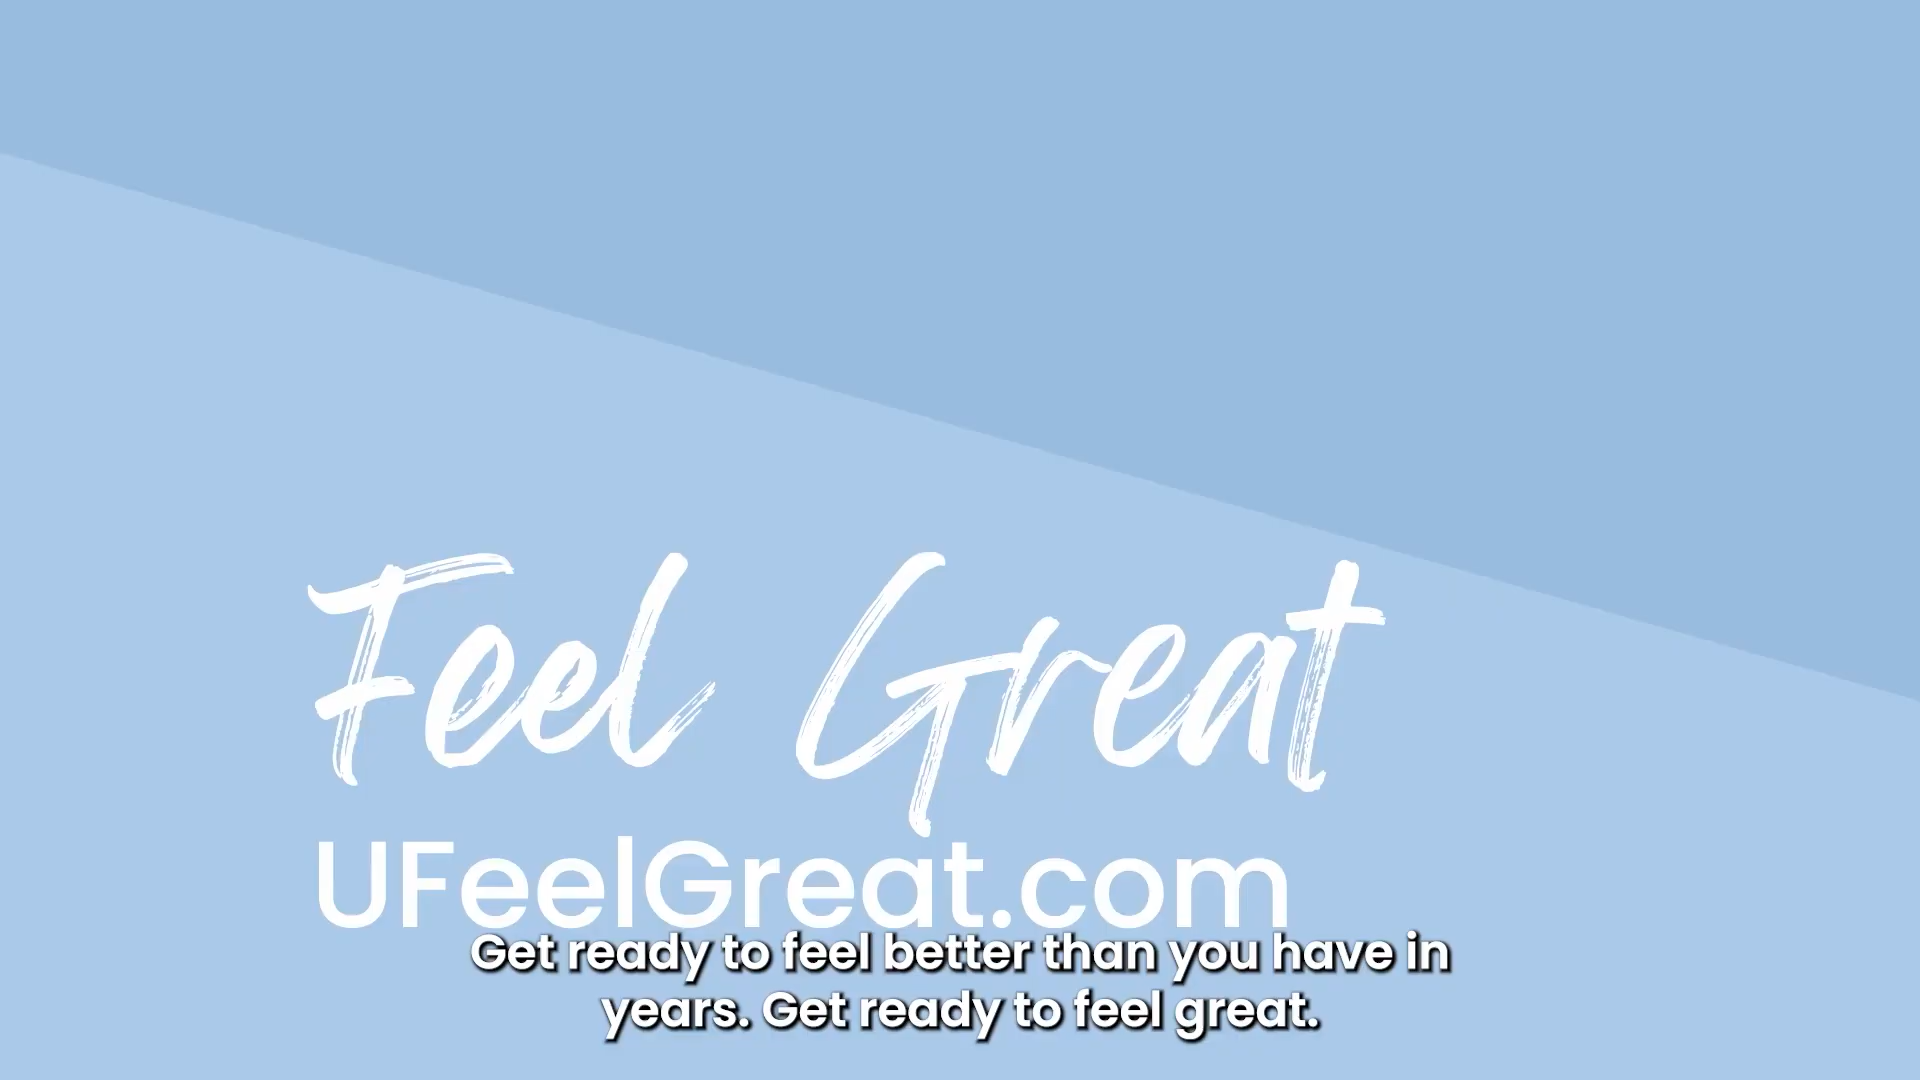 Feel Great
UFeelGreat.com
Get ready to feel better than you have in
years. Get ready to feel great.